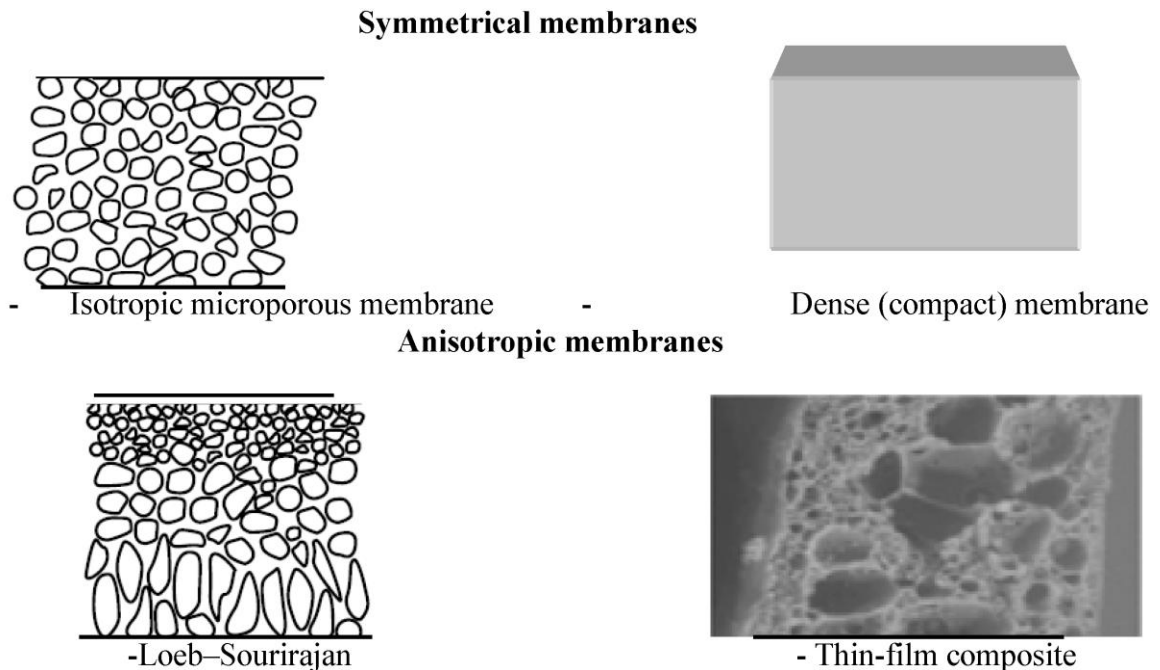 Symmetrical membranes
- Isotropic microporous membrane - Dense (compact) membrane
Anisotropic membranes
-Loeb–Sourirajan - Thin-film composite